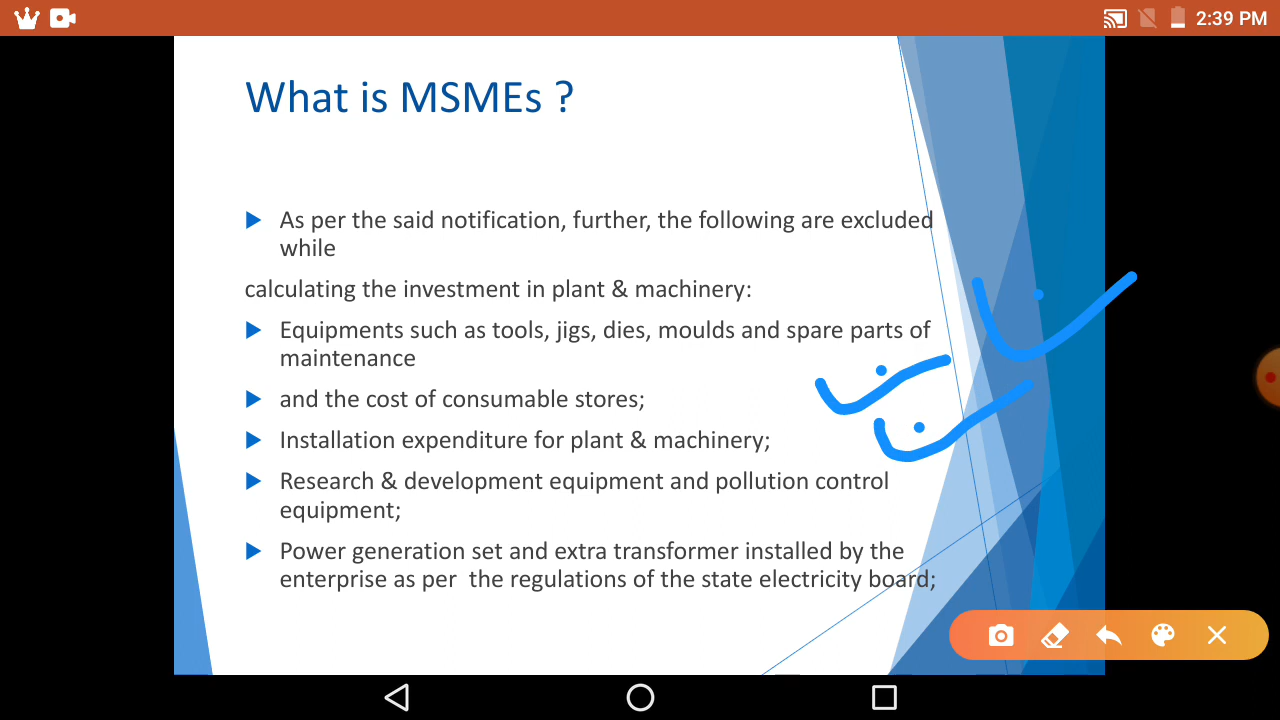 2:39 PM
What is MSMEs ?
As per the said notification, further, the following are excluded
while
calculating the investment in plant & machinery:
Equipments such as tools, jigs, dies, moulds and spare parts of
maintenance
and the cost of consumable stores;
Installation expenditure for plant & machinery;
Research & development equipment and pollution control
equipment;
Power generation set and extra transformer installed by the
enterprise as per  the regulations of the state electricity board;